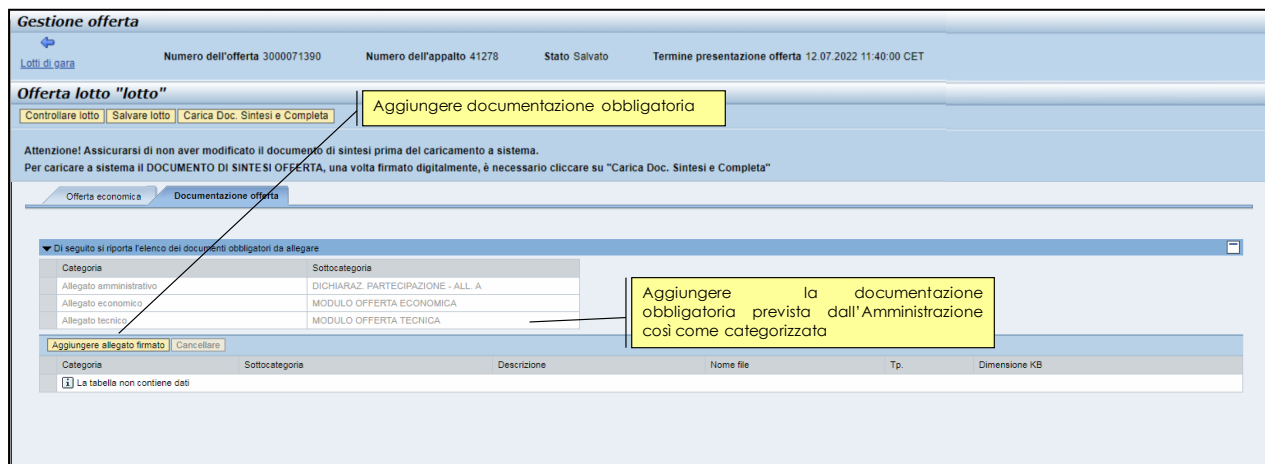 Gestione offerta
Lotti di gara
Numero dell'offerta 3000071390 Numero dell'appalto 41278 Stato Salvato Termine presentazione offerta 12.07.2022 11:40:00 CET
Offerta lotto "lotto"
Controllare lotto Salvare lotto Carica Doc. Sintesi e Completa
Aggiungere documentazione obbligatoria
Attenzione! Assicurarsi di non aver modificato il documento di sintesi prima del caricamento a sistema.
Per caricare a sistema il DOCUMENTO DI SINTESI OFFERTA, una volta firmato digitalmente, è necessario cliccare su "Carica Doc. Sintesi e Completa"
Offerta economica Documentazione offerta
Di seguito si riporta l'elenco dei documenti obbligatori da allegare
Categoria Sottocategoria
Allegato amministrativo DICHIARAZ. PARTECIPAZIONE - ALL. A
Allegato economico MODULO OFFERTA ECONOMICA
Allegato tecnico MODULO OFFERTA TECNICA
Aggiungere la documentazione
obbligatoria prevista dall'Amministrazione
così come categorizzata
Aggiungere allegato firmato Cancellare
Categoria Sottocategoria Descrizione Nome file Tp. Dimensione KB
La tabella non contiene dati